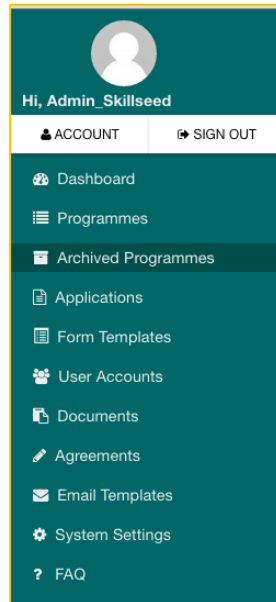 Hi, Admin_Skillseed
ACCOUNT
SIGN OUT
Dashboard
Programmes
Archived Programmes
Applications
Form Templates
User Accounts
Documents
Agreements
Email Templates
System Settings
? FAQ